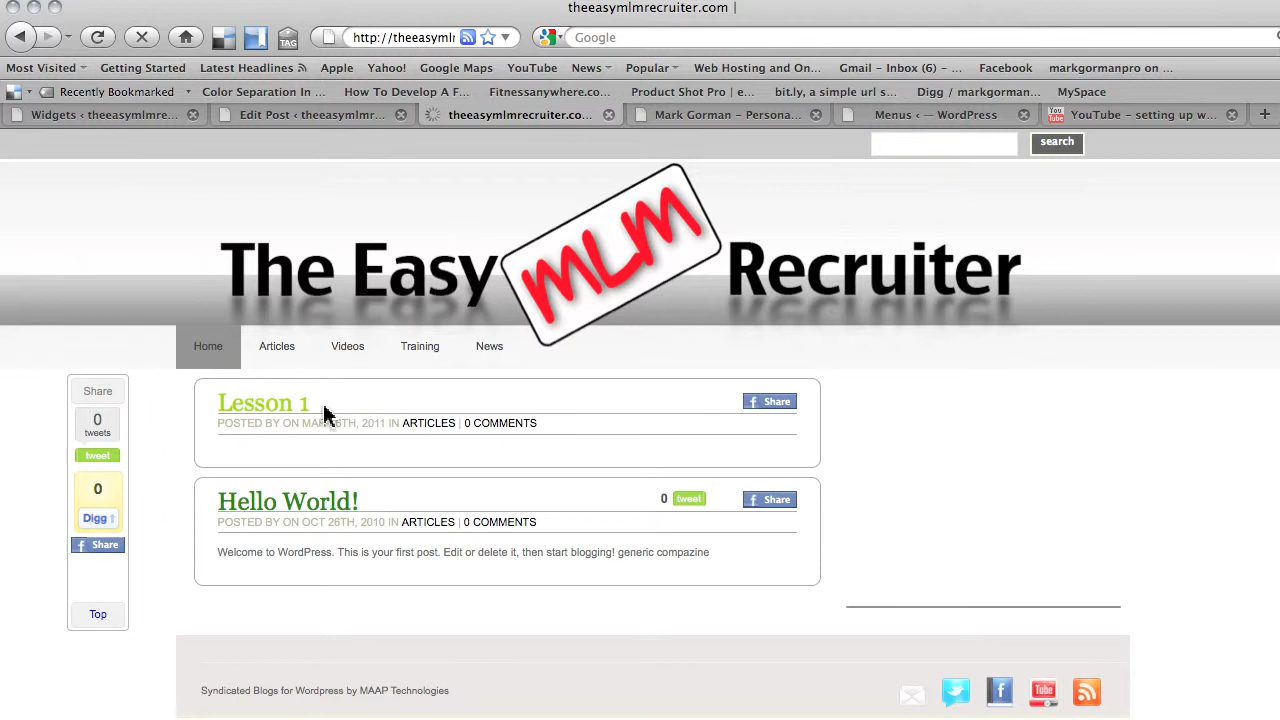 theeasymlmrecruiter.com |
http://theeasymlr
Google
Most Visited
Getting Started
Latest Headlines
Apple
Yahoo!
Google Maps
YouTube
News
Popular
Web Hosting and On...
Gmail - Inbox (6) - ...
Facebook
markgormanpro on ...
Recently Bookmarked
Color Separation In ...
How To Develop A F...
Fitnessanywhere.co...
Product Shot Pro | e...
bit.ly, a simple url s...
Digg / markgorman...
MySpace
Widgets ‹ theeasymlmre...
Edit Post ‹ theeasymlmr...
theeasymlmrecruiter.co...
Mark Gorman - Persona...
Menus ‹ — WordPress
YouTube - setting up w...
search
The Easy MLM Recruiter
Home
Articles
Videos
Training
News
Share
0
tweets
tweet
0
Digg
Share
Top
Lesson 1
Share
POSTED BY ON 2011 IN ARTICLES | 0 COMMENTS
Hello World!
0 tweet
Share
POSTED BY ON OCT 26TH, 2010 IN ARTICLES | 0 COMMENTS
Welcome to WordPress. This is your first post. Edit or delete it, then start blogging! generic compazine
Syndicated Blogs for Wordpress by MAAP Technologies
You Tube